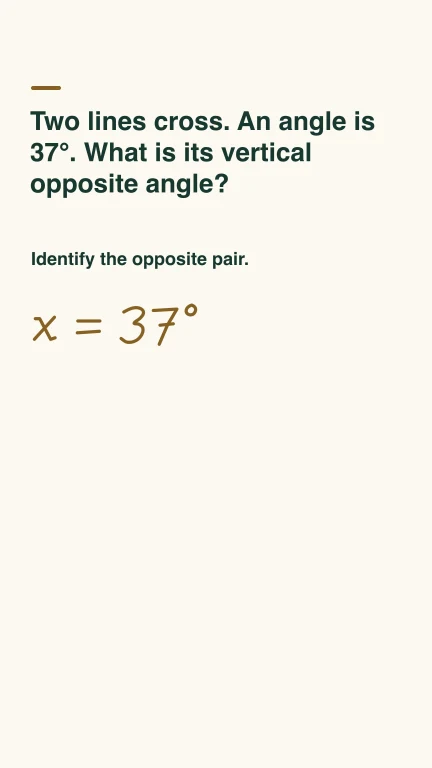 Two lines cross. An angle is
37°. What is its vertical
opposite angle?
Identify the opposite pair.
x = 37°